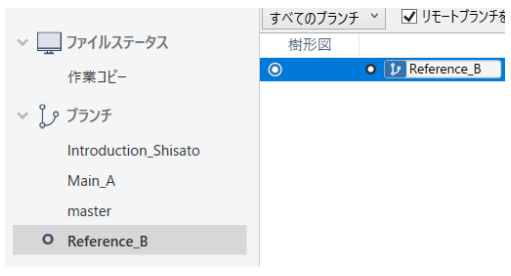 ファイルステータス
作業コピー
ブランチ
Introduction_Shisato
Main_A
master
Reference_B
すべてのブランチ
リモートブランチを
樹形図
Reference_B